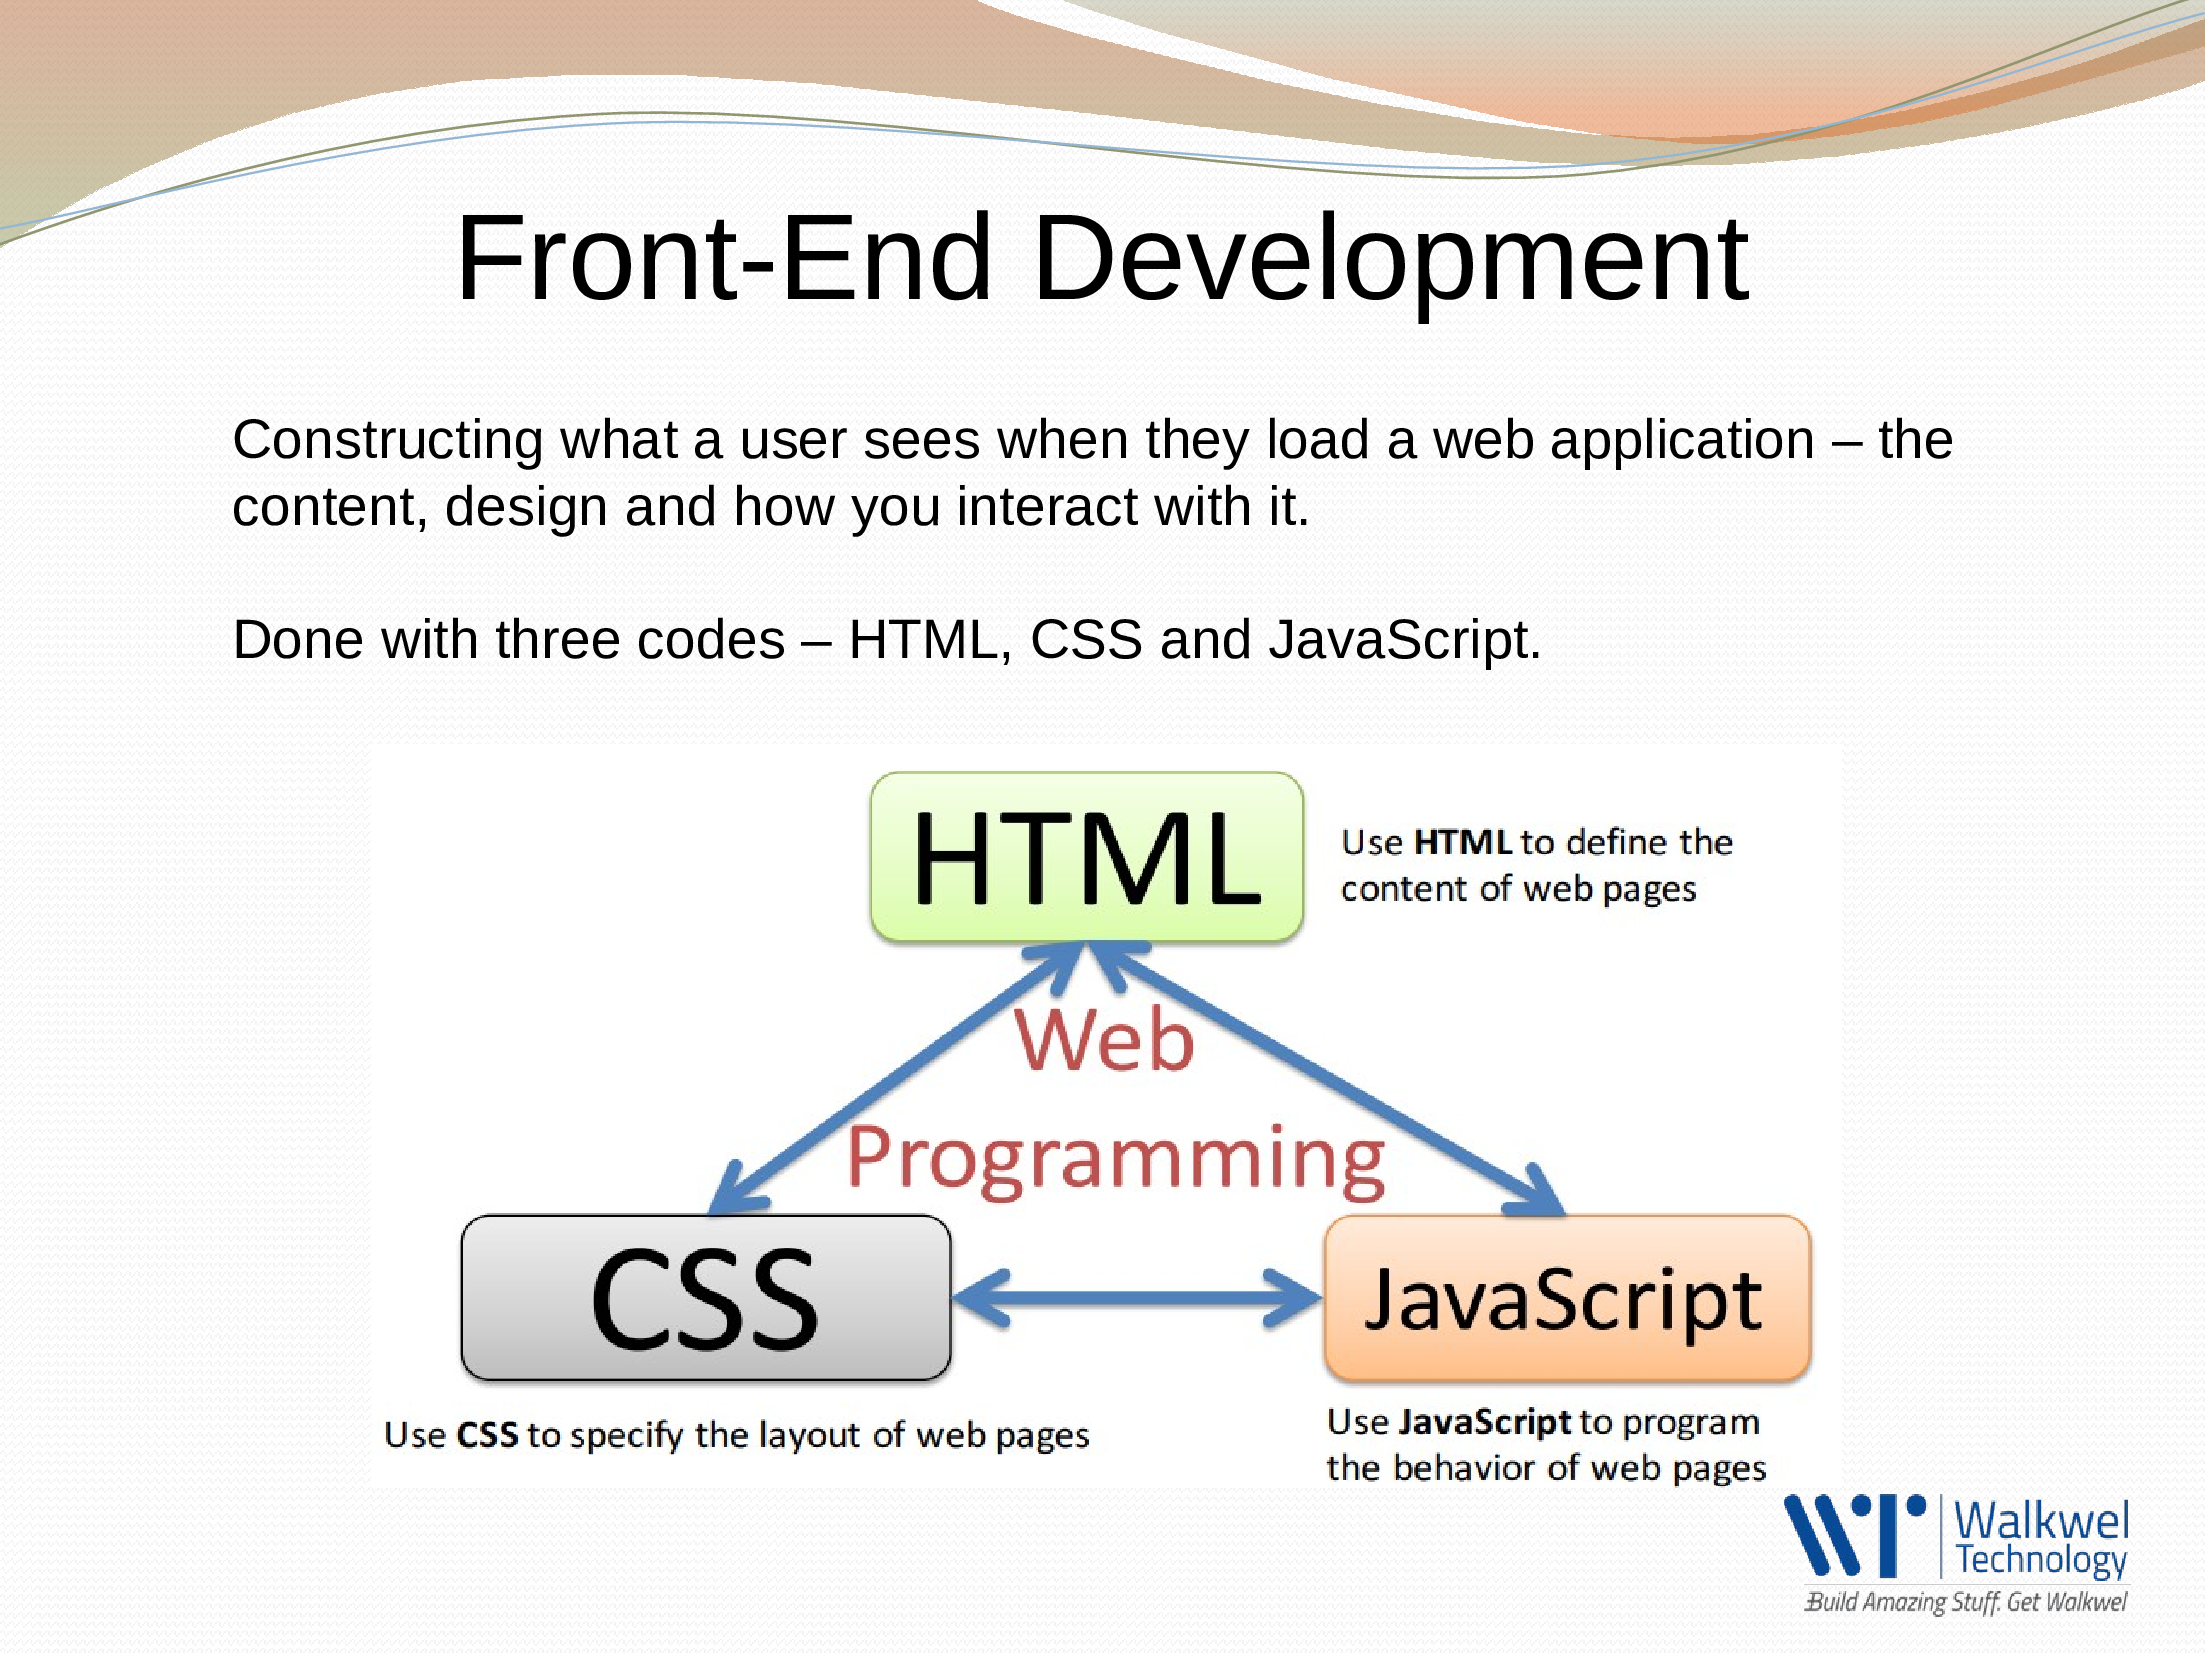 Front-End Development
Constructing what a user sees when they load a web application – the
content, design and how you interact with it.
Done with three codes – HTML, CSS and JavaScript.
HTML
Use HTML to define the
content of web pages
Web
Programming
CSS
JavaScript
Use CSS to specify the layout of web pages
Use JavaScript to program
the behavior of web pages
WT
Walkwel
Technology
Build Amazing Stuff. Get Walkwel